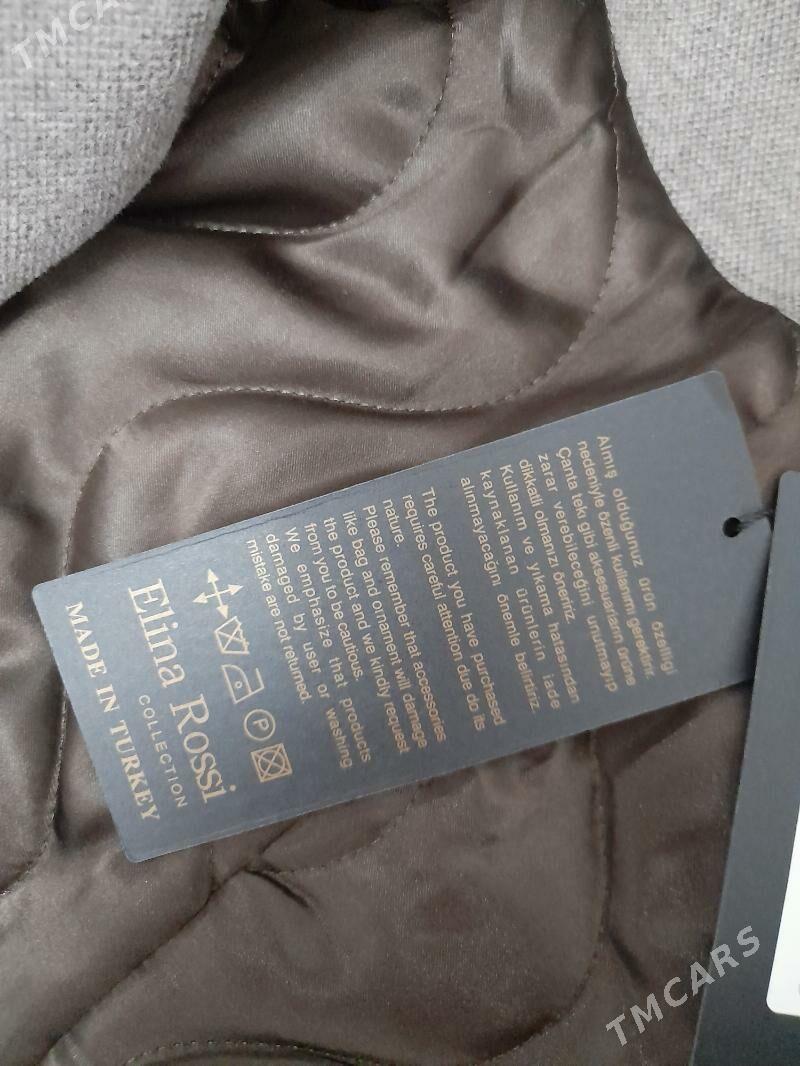 Almış olduğunuz ürün özelliği
nedeniyle özenli kullanımı gerektirir.
Çanta teki gibi aksesuarların ürüne
zarar verebileceğini unutmayıp
dikkatli olmanızı öneririz.
Kullanım ve yıkama hatasından
kaynaklanan ürünlerin iade
alınmayacağını önemle belirtiriz.
The product you have purchased
requires careful attention due do its
nature.
Please remember that accessories
like bag and ornament will damage
the product and we kindly request
from you to be cautious.
We emphasize that products
damaged by user or washing
mistake are not returned.
P
Elina Rossi
COLLECTION
MADE IN TURKEY
TMCARS
TMCARS